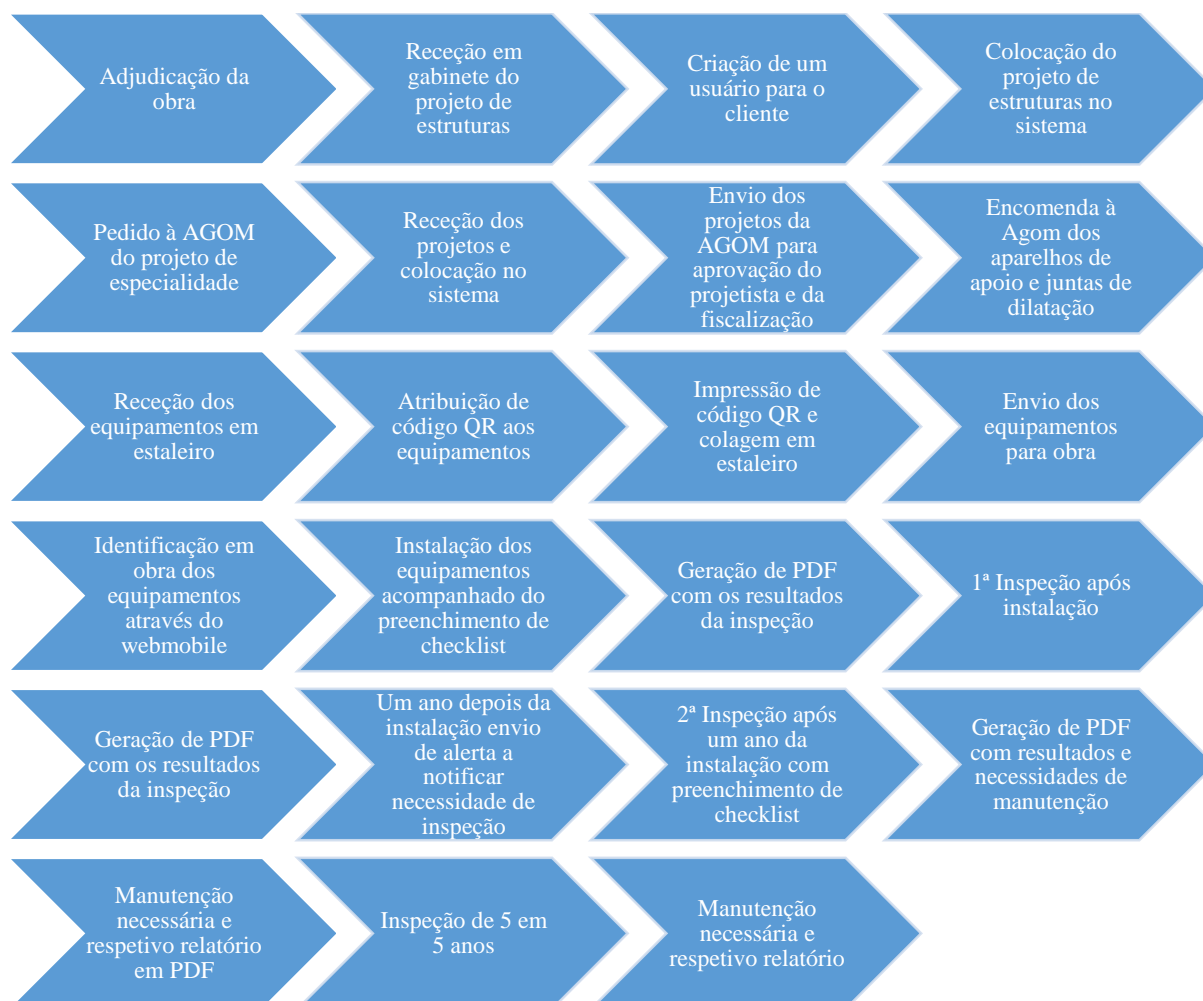 Adjudicação da
obra
Receção em
gabinete do
projeto de
estruturas
Criação de um
usuário para o
cliente
Colocação do
projeto de
estruturas no
sistema
Pedido à AGOM
do projeto de
especialidade
Receção dos
projetos e
colocação no
sistema
Envio dos
projetos da
AGOM para
aprovação do
projetista e da
fiscalização
Encomenda à
Agom dos
aparelhos de
apoio e juntas de
dilatação
Receção dos
equipamentos em
estaleiro
Atribuição de
código QR aos
equipamentos
Impressão de
código QR e
colagem em
estaleiro
Envio dos
equipamentos
para obra
Identificação em
obra dos
equipamentos
através do
webmobile
Instalação dos
equipamentos
acompanhado do
preenchimento de
checklist
Geração de PDF
com os resultados
da inspeção
1ª Inspeção após
instalação
Geração de PDF
com os resultados
da inspeção
Um ano depois da
instalação envio
de alerta a
notificar
necessidade de
inspeção
2ª Inspeção após
um ano da
instalação com
preenchimento de
checklist
Geração de PDF
com resultados e
necessidades de
manutenção
Manutenção
necessária e
respetivo relatório
em PDF
Inspeção de 5 em
5 anos
Manutenção
necessária e
respetivo relatório